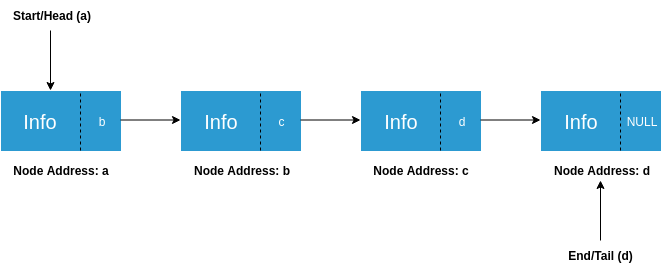 Start/Head (a)
Info b
Info c
Info d
Info NULL
Node Address: a
Node Address: b
Node Address: c
Node Address: d
End/Tail (d)